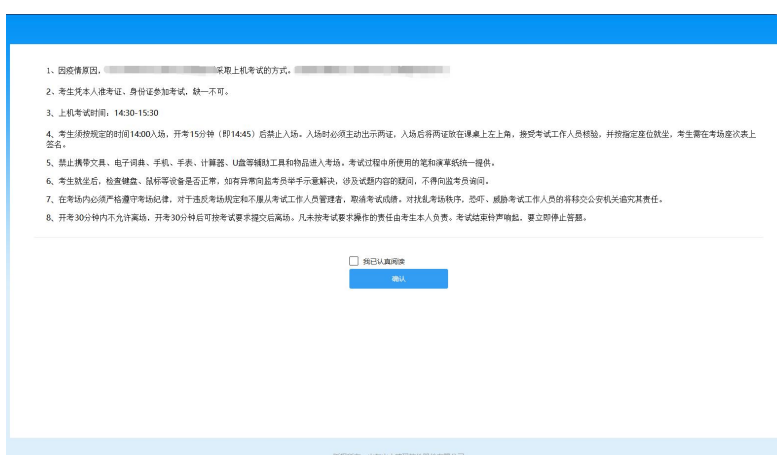 1、因疫情原因，采取上机考试的方式。
2、考生凭本人准考证、身份证参加考试，缺一不可。
3、上机考试时间：14:30-15:30
4、考生须按规定的时间14:00入场，开考15分钟（即14:45）后禁止入场。入场时必须主动出示两证，入场后将两证放在课桌上左上角，接受考试工作人员核验，并按指定座位就坐，考生需在考场座次表上
签名。
5、禁止携带文具、电子词典、手机、手表、计算器、U盘等辅助工具和物品进入考场。考试过程中所使用的笔和演草纸统一提供。
6、考生就坐后，检查键盘、鼠标等设备是否正常，如有异常向监考员举手示意解决，涉及试题内容的疑问，不得向监考员询问。
7、在考场内必须严格遵守考场纪律，对于违反考场规定和不服从考试工作人员管理者，取消考试成绩。对扰乱考场秩序、恐吓、威胁考试工作人员的将移交公安机关追究其责任。
8、开考30分钟内不允许离场，开考30分钟后可按考试要求提交后离场。凡未按考试要求操作的责任由考生本人负责。考试结束铃声响起，要立即停止答题。
我已认真阅读
确认